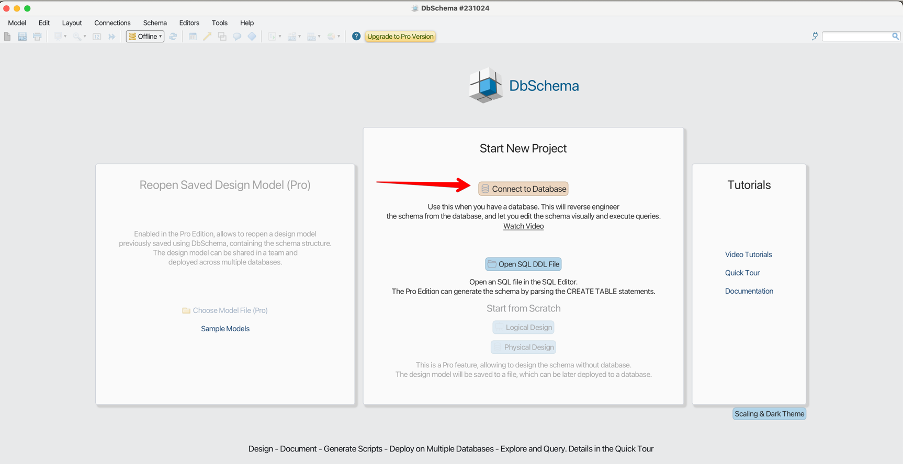 DbSchema #231024
Model Edit Layout Connections Schema Editors Tools Help
Offline
Upgrade to Pro Version
DbSchema
Reopen Saved Design Model (Pro)
Enabled in the Pro Edition, allows to reopen a design model
previously saved using DbSchema, containing the schema structure.
The design model can be shared in a team and
deployed across multiple databases.
Choose Model File (Pro)
Sample Models
Start New Project
Connect to Database
Use this when you have a database. This will reverse engineer
the schema from the database, and let you edit the schema visually and execute queries.
Watch Video
Open SQL DDL File
Open an SQL file in the SQL Editor.
The Pro Edition can generate the schema by parsing the CREATE TABLE statements.
Start from Scratch
Logical Design
Physical Design
This is a Pro feature, allowing to design the schema without database.
The design model will be saved to a file, which can be later deployed to a database.
Tutorials
Video Tutorials
Quick Tour
Documentation
Scaling & Dark Theme
Design - Document - Generate Scripts - Deploy on Multiple Databases - Explore and Query, Details in the Quick Tour